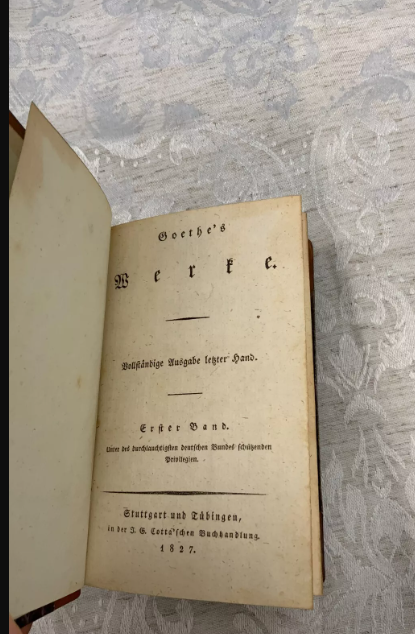 Goethe's
Werke.
Vollständige Ausgabe letzter Hand.
Erster Band.
Unter des durchlauchtigsten deutschen Bundes schützenden
Privilegien.
Stuttgart und Tübingen,
in der J. G. Cotta'schen Buchhandlung.
1827.